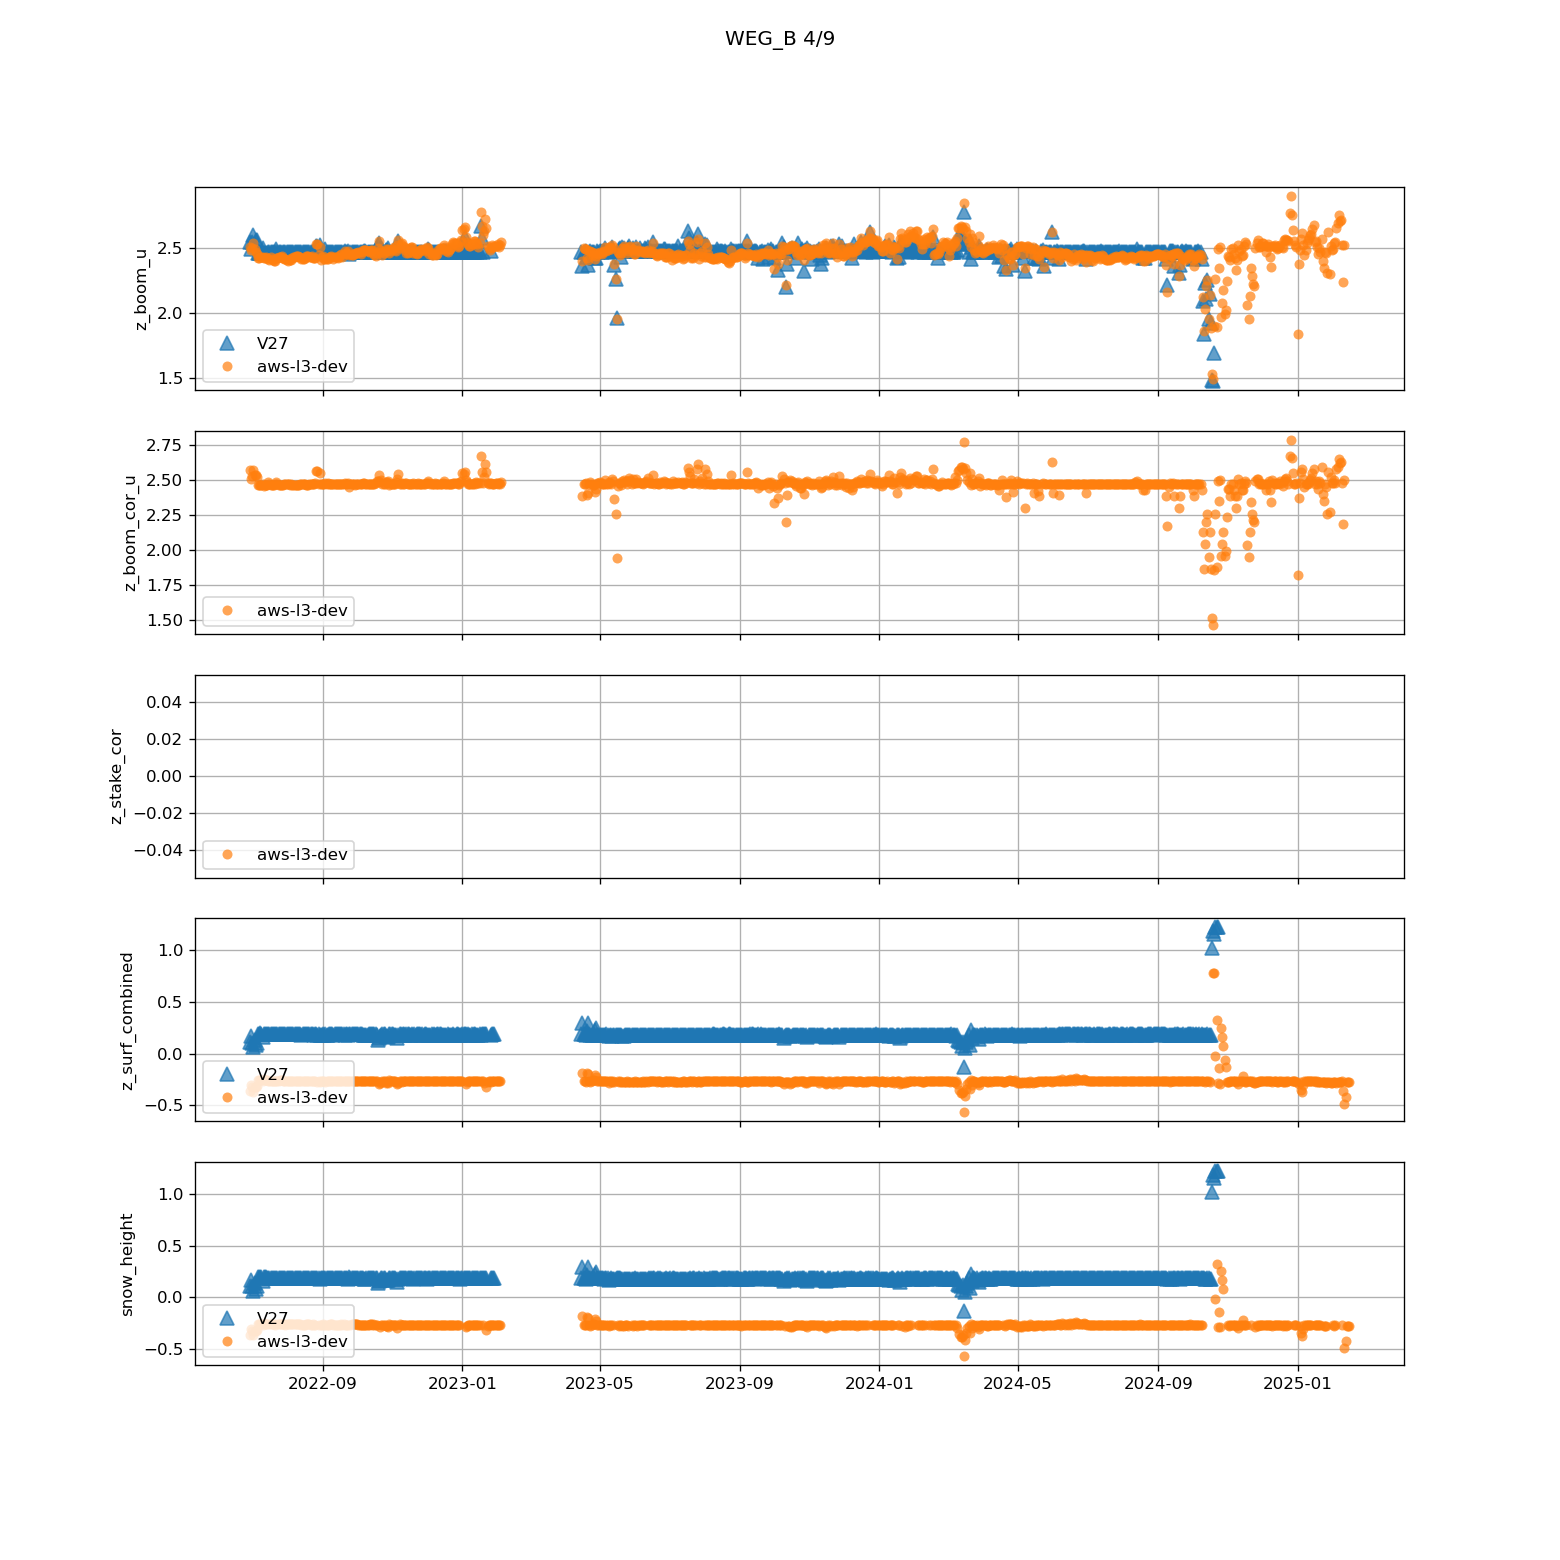 WEG_B 4/9
z_boom_u
2.5
2.0
1.5
V27
aws-l3-dev
z_boom_cor_u
2.75
2.50
2.25
2.00
1.75
1.50
aws-l3-dev
z_stake_cor
0.04
0.02
0.00
−0.02
−0.04
aws-l3-dev
z_surf_combined
1.0
0.5
0.0
−0.5
V27
aws-l3-dev
snow_height
1.0
0.5
0.0
−0.5
V27
aws-l3-dev
2022-09 2023-01 2023-05 2023-09 2024-01 2024-05 2024-09 2025-01